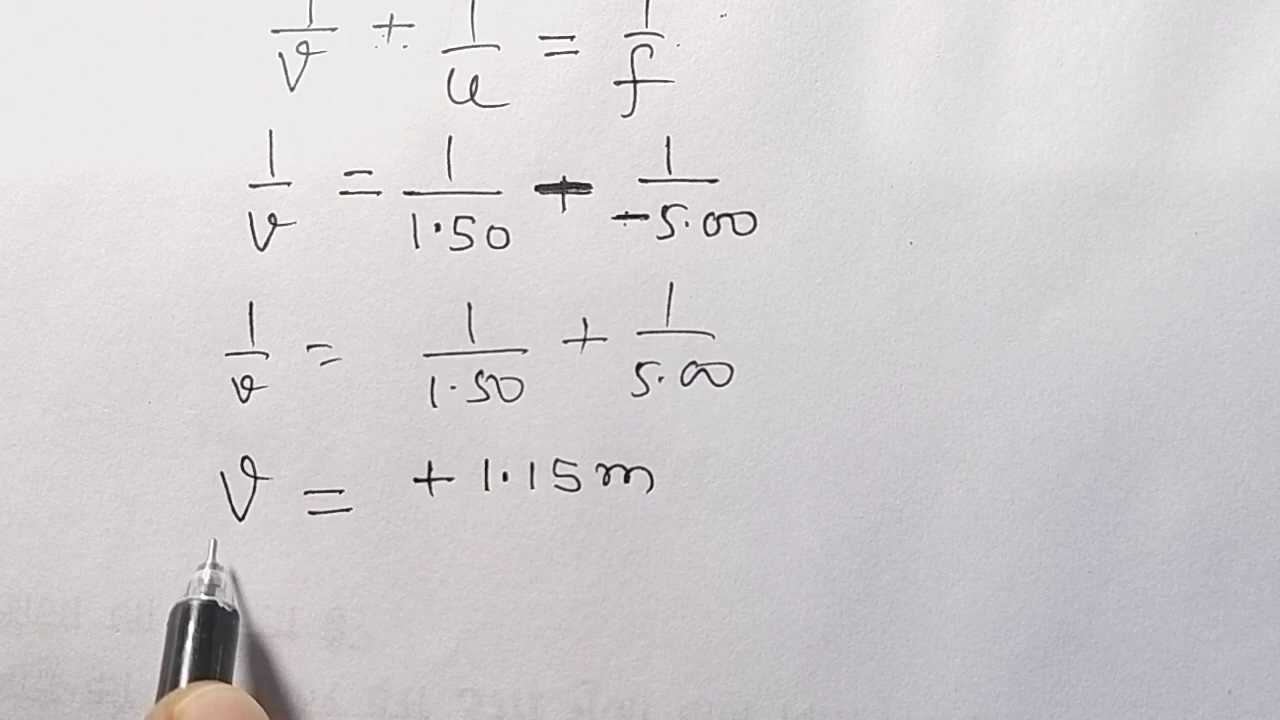 1/v + 1/u = 1/f
1/v = 1/1.50 + 1/-5.00
1/v = 1/1.50 + 1/5.00
v = +1.15m